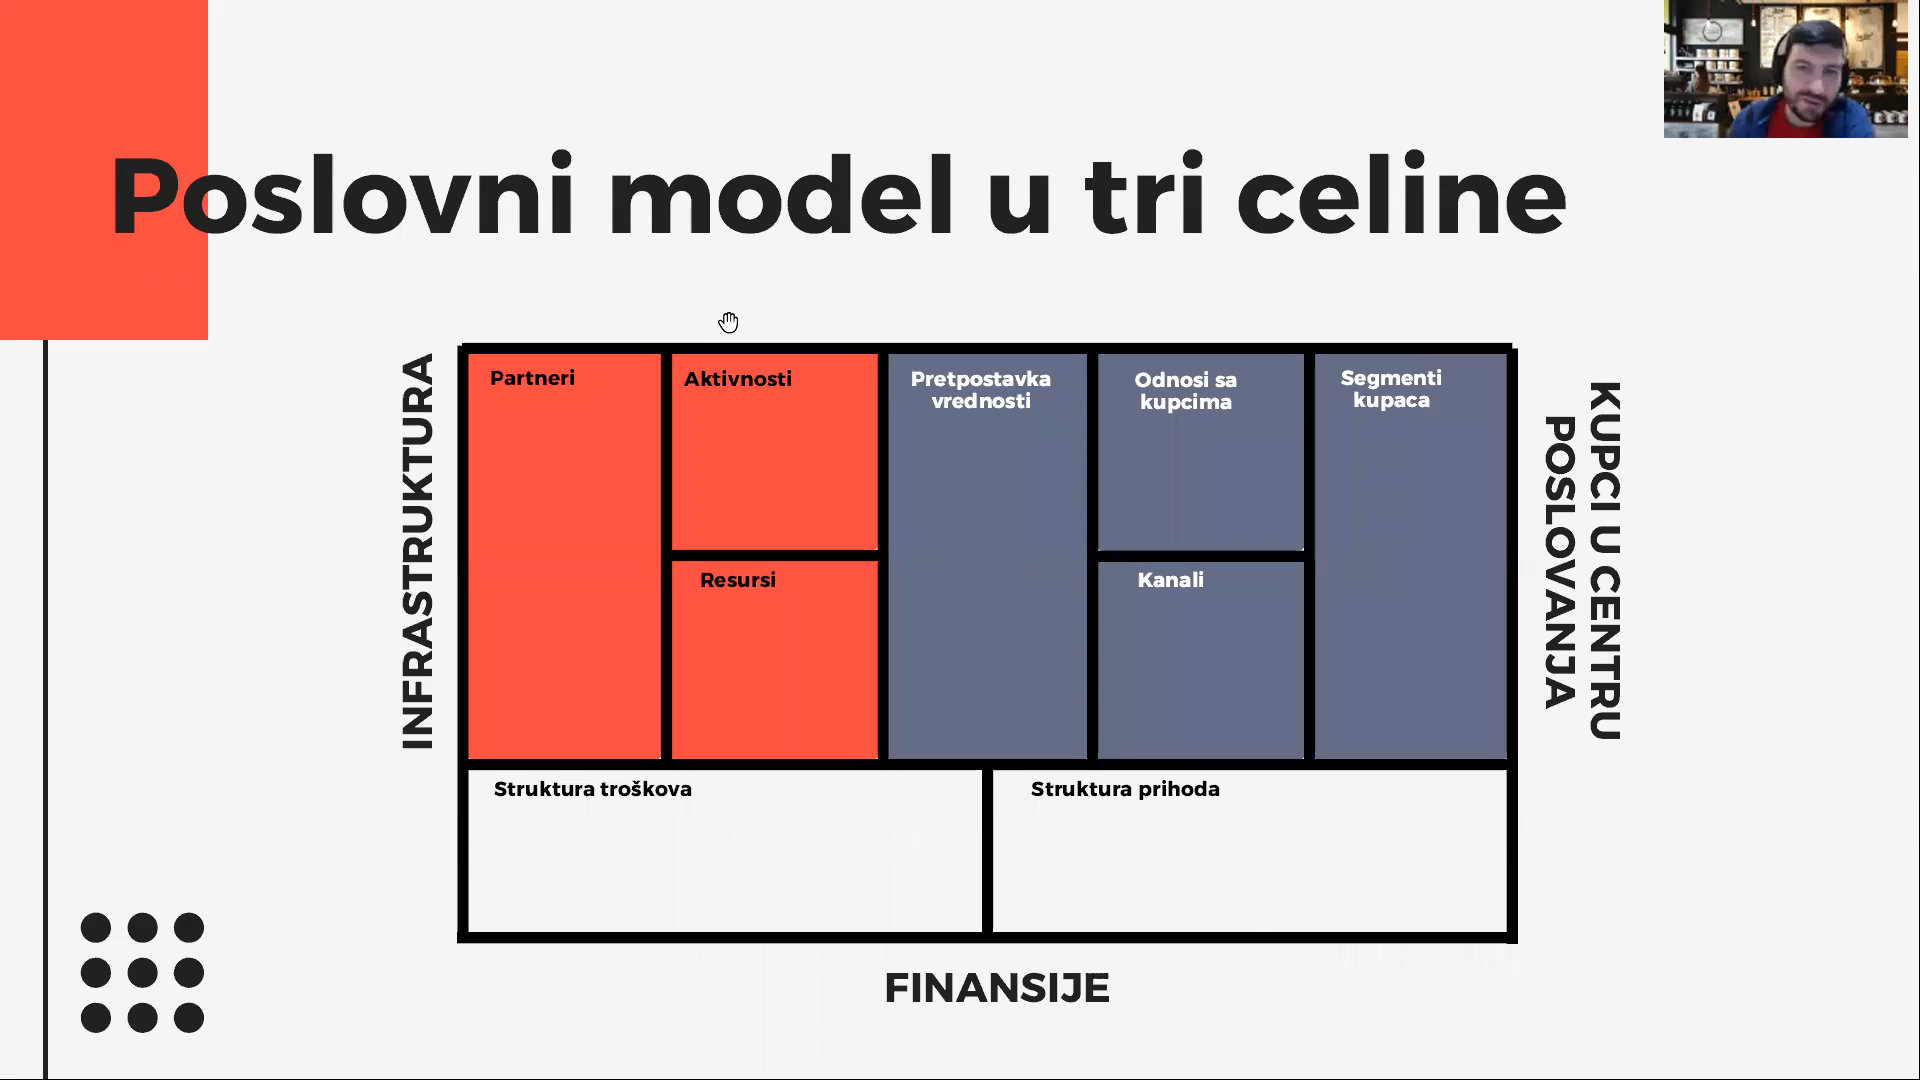 Poslovni model u tri celine
INFRASTRUKTURA
Partneri
Aktivnosti
Resursi
Pretpostavka
vrednosti
Odnosi sa
kupcima
Kanali
Segmenti
kupaca
KUPCI U CENTRU
POSLOVANJA
Struktura troškova
Struktura prihoda
FINANSIJE